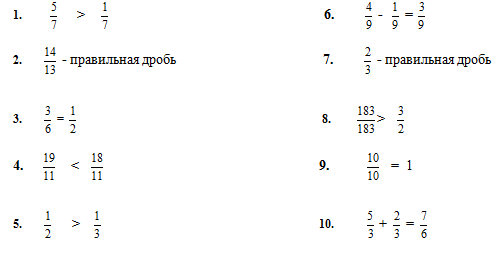 1. 5/7 > 1/7
2. 14/13 - правильная дробь
3. 3/6 = 1/2
4. 19/11 < 18/11
5. 1/2 > 1/3
6. 4/9 - 1/9 = 3/9
7. 2/3 - правильная дробь
8. 183/183 > 3/2
9. 10/10 = 1
10. 5/3 + 2/3 = 7/6